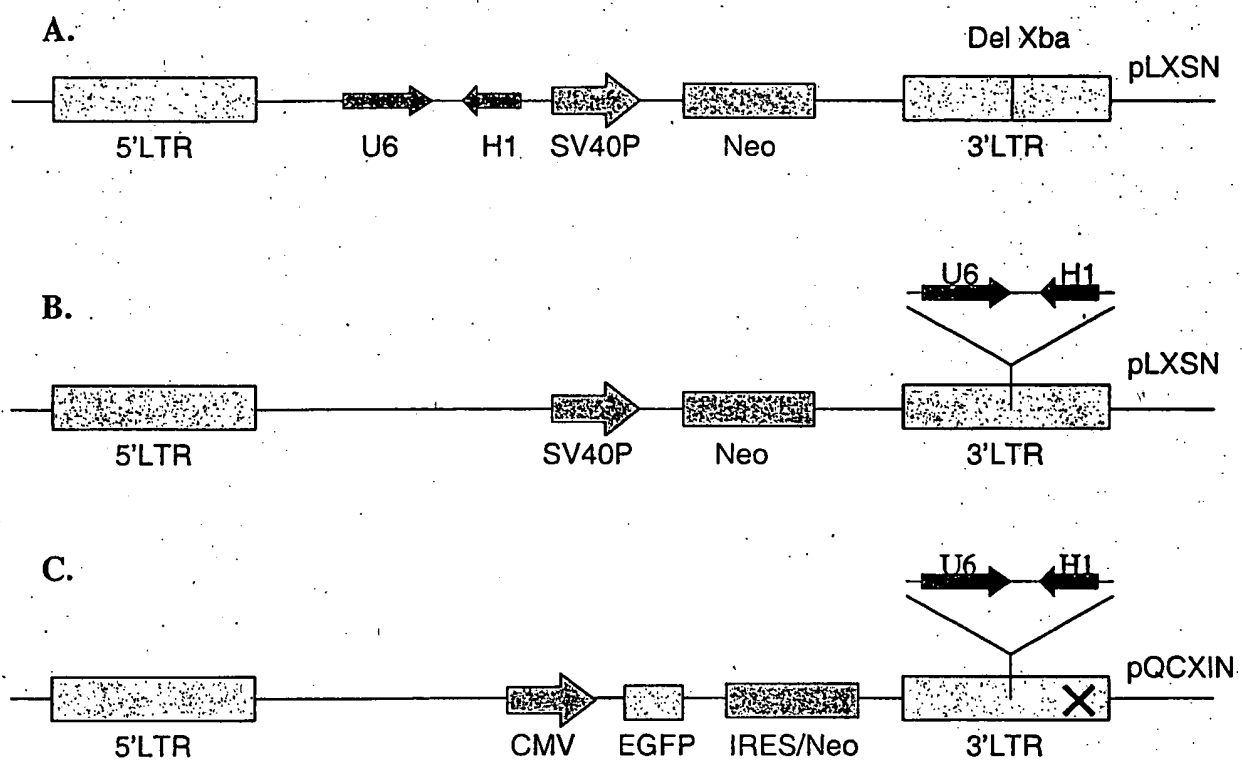 A.
Del Xba
pLXSN
5'LTR
U6
H1
SV40P
Neo
3'LTR
B.
U6
H1
pLXSN
5'LTR
SV40P
Neo
3'LTR
C.
U6
H1
pQCXIN
5'LTR
CMV
EGFP
IRES/Neo
3'LTR